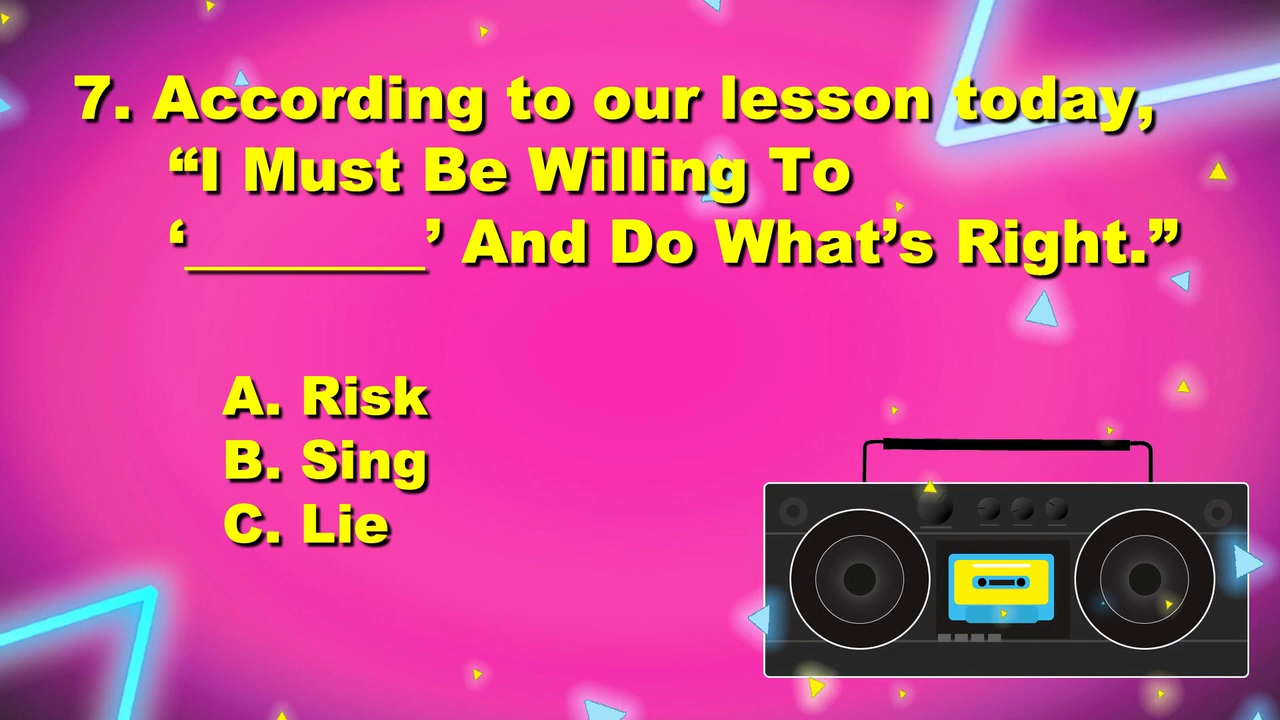 7. According to our lesson today,
“I Must Be Willing To
‘________’ And Do What’s Right.”
A. Risk
B. Sing
C. Lie